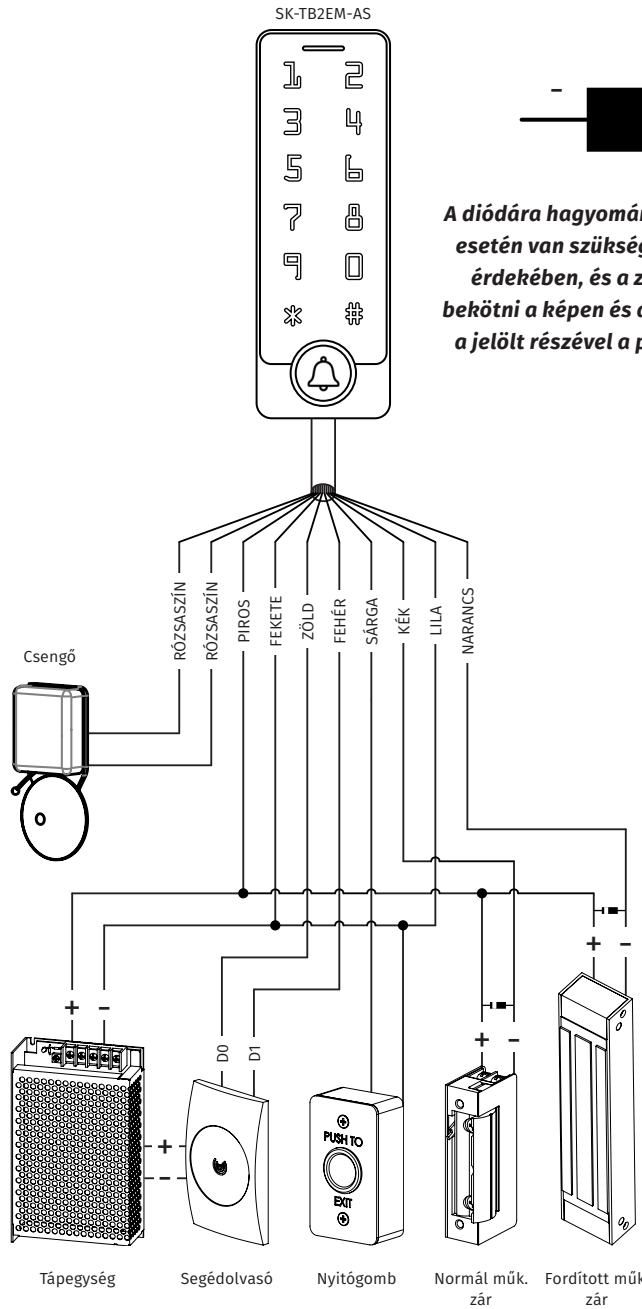 SK-TB2EM-AS
1 2
3 4
5 6
7 8
9 0
* #
–
A diódára hagyomá
esetén van szüksé
érdekében, és a z
bekötni a képen és
a jelölt részével a
RÓZSASZÍN
RÓZSASZÍN
PIROS
FEKETE
ZÖLD
FEHÉR
SÁRGA
KÉK
LILA
NARANCS
Csengő
+ –
+ –
+ –
D0
D1
+
–
PUSH TO
EXIT
Tápegység
Segédolvasó
Nyitógomb
Normál műk.
zár
Fordított műk
zár